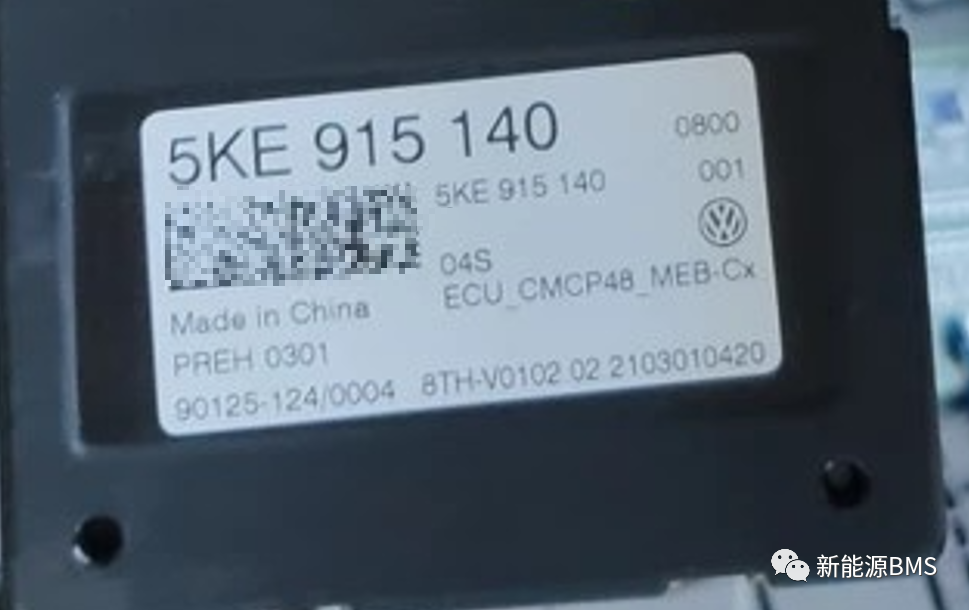 5KE 915 140
0800
5KE 915 140
001
04S
ECU_CMCP48_MEB-Cx
Made in China
PREH 0301
90125-124/0004 8TH-V0102 02 2103010420
新能源BMS